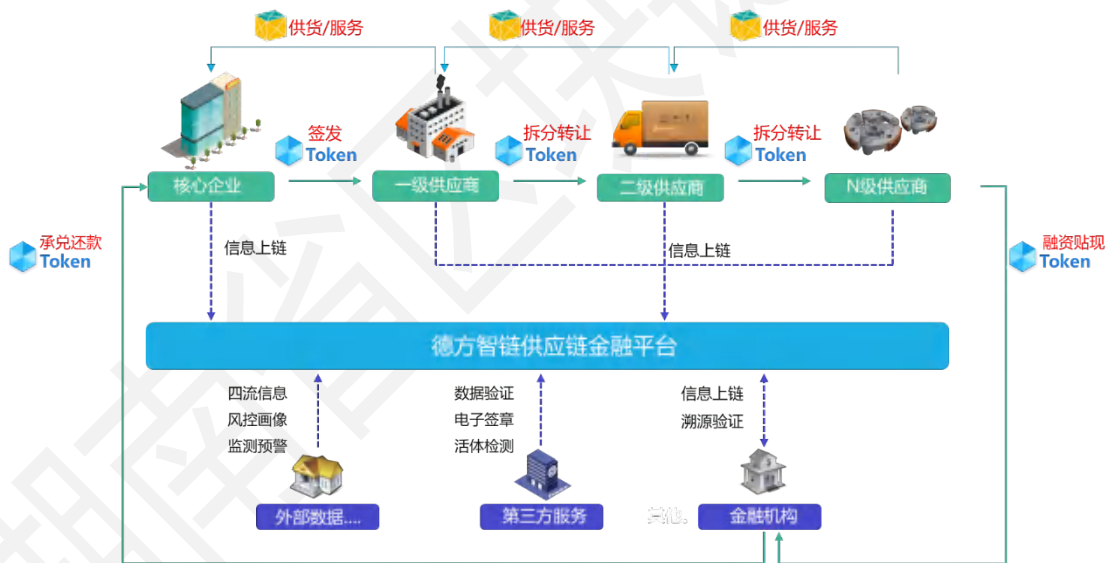 供货/服务
供货/服务
供货/服务
签发
Token
拆分转让
Token
拆分转让
Token
核心企业
一级供应商
二级供应商
N级供应商
承兑还款
Token
信息上链
信息上链
融资贴现
Token
德方智链供应链金融平台
四流信息
风控画像
监测预警
数据验证
电子签章
活体检测
信息上链
溯源验证
外部数据....
第三方服务
其他.
金融机构